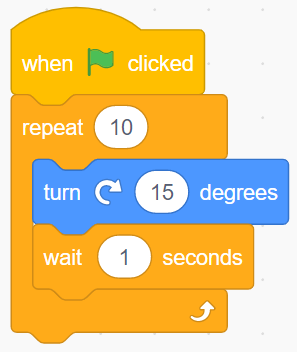 when clicked
repeat 10
turn 15 degrees
wait 1 seconds